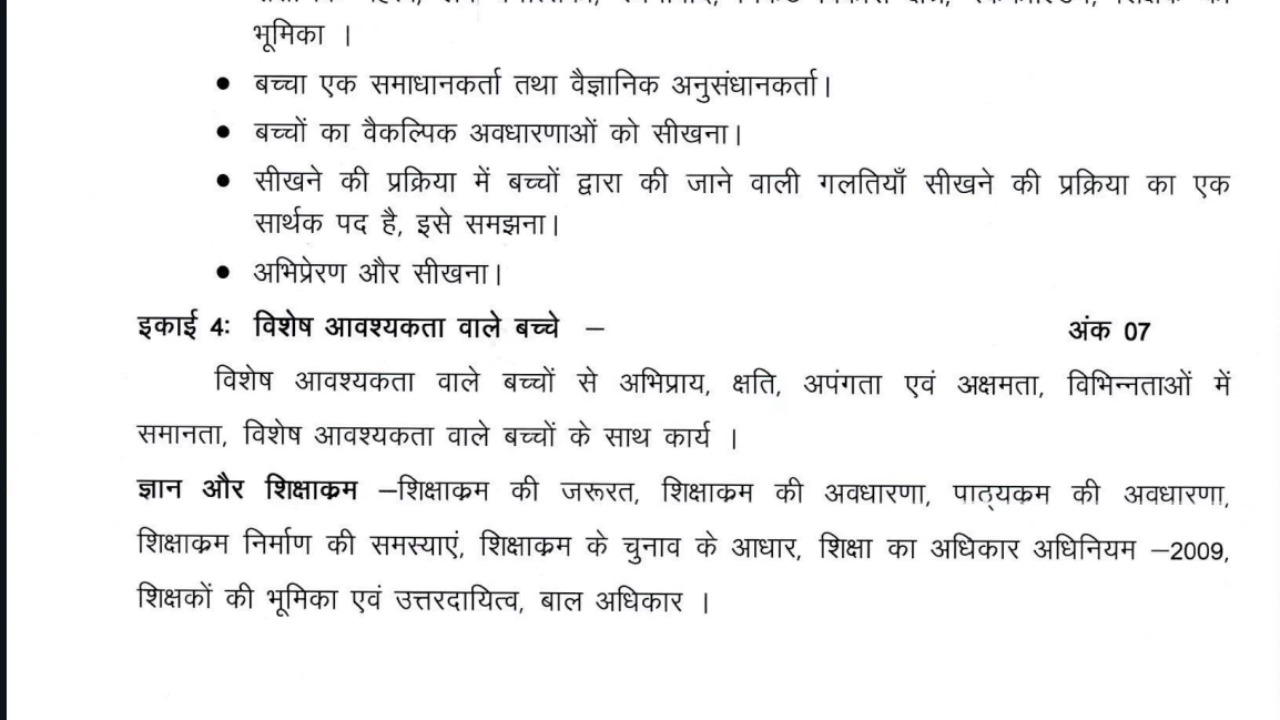 भूमिका ।
• बच्चा एक समाधानकर्ता तथा वैज्ञानिक अनुसंधानकर्ता।
• बच्चों का वैकल्पिक अवधारणाओं को सीखना।
• सीखने की प्रक्रिया में बच्चों द्वारा की जाने वाली गलतियाँ सीखने की प्रक्रिया का एक
सार्थक पद है, इसे समझना।
• अभिप्रेरण और सीखना।
इकाई 4: विशेष आवश्यकता वाले बच्चे – अंक 07
विशेष आवश्यकता वाले बच्चों से अभिप्राय, क्षति, अपंगता एवं अक्षमता, विभिन्नताओं में
समानता, विशेष आवश्यकता वाले बच्चों के साथ कार्य ।
ज्ञान और शिक्षाक्रम –शिक्षाक्रम की जरूरत, शिक्षाक्रम की अवधारणा, पाठ्यक्रम की अवधारणा,
शिक्षाक्रम निर्माण की समस्याएं, शिक्षाक्रम के चुनाव के आधार, शिक्षा का अधिकार अधिनियम –2009,
शिक्षकों की भूमिका एवं उत्तरदायित्व, बाल अधिकार ।